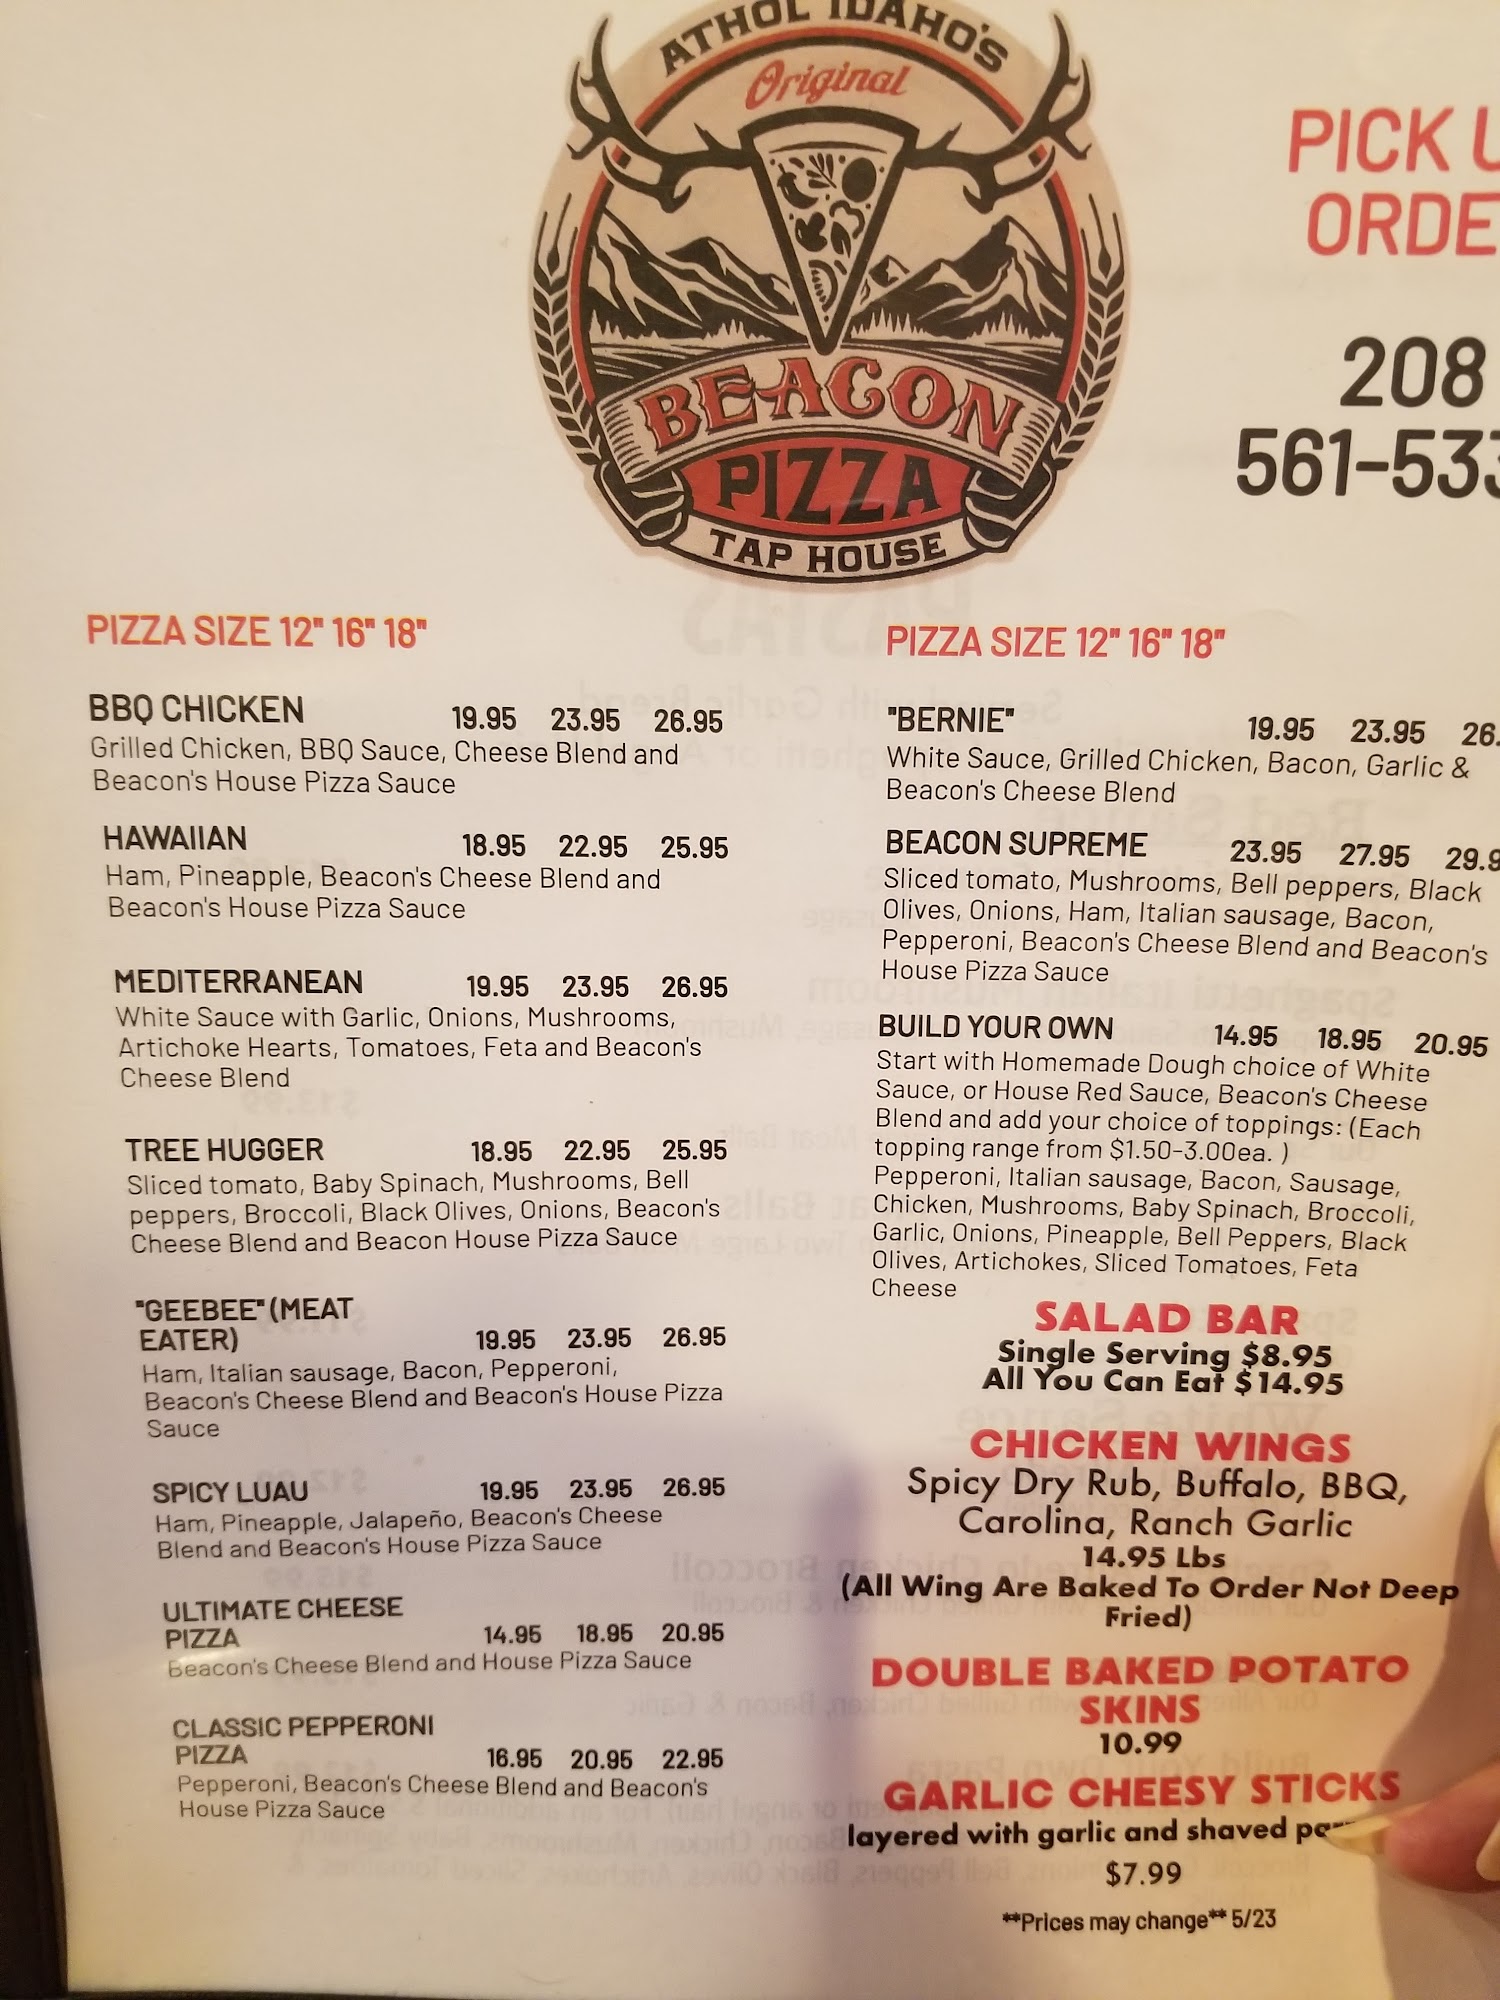 ATHOL IDAHO'S
Original
BEACON
PIZZA
TAP HOUSE
PICK
208
PIZZA SIZE 12" 16" 18"
BBQ CHICKEN 19.95 23.95 26.95
Grilled Chicken, BBQ Sauce, Cheese Blend and
Beacon's House Pizza Sauce
HAWAIIAN 18.95 22.95 25.95
Ham, Pineapple, Beacon's Cheese Blend and
Beacon's House Pizza Sauce
MEDITERRANEAN 19.95 23.95 26.95
White Sauce with Garlic, Onions, Mushrooms,
Artichoke Hearts, Tomatoes, Feta and Beacon's
Cheese Blend
TREE HUGGER 18.95 22.95 25.95
Sliced tomato, Baby Spinach, Mushrooms, Bell
peppers, Broccoli, Black Olives, Onions, Beacon's
Cheese Blend and Beacon House Pizza Sauce
"GEEBEE" (MEAT
EATER) 19.95 23.95 26.95
Ham, Italian sausage, Bacon, Pepperoni,
Beacon's Cheese Blend and Beacon's House Pizza
Sauce
SPICY LUAU 19.95 23.95 26.95
Ham, Pineapple, Jalapeño, Beacon's Cheese
Blend and Beacon's House Pizza Sauce
ULTIMATE CHEESE
PIZZA 14.95 18.95 20.95
Beacon's Cheese Blend and House Pizza Sauce
CLASSIC PEPPERONI
PIZZA 16.95 20.95 22.95
Pepperoni, Beacon's Cheese Blend and Beacon's
House Pizza Sauce
PIZZA SIZE 12" 16" 18"
"BERNIE" 19.95 23.95
White Sauce, Grilled Chicken, Bacon, Garlic &
Beacon's Cheese Blend
BEACON SUPREME 23.95 27.95
Sliced tomato, Mushrooms, Bell peppers, Black
Olives, Onions, Ham, Italian sausage, Bacon,
Pepperoni, Beacon's Cheese Blend and Beacon's
House Pizza Sauce
BUILD YOUR OWN 14.95 18.95 20.95
Start with Homemade Dough choice of White
Sauce, or House Red Sauce, Beacon's Cheese
Blend and add your choice of toppings: (Each
topping range from $1.50-3.00ea. )
Pepperoni, Italian sausage, Bacon, Sausage,
Chicken, Mushrooms, Baby Spinach, Broccoli,
Garlic, Onions, Pineapple, Bell Peppers, Black
Olives, Artichokes, Sliced Tomatoes, Feta
Cheese
SALAD BAR
Single Serving $8.95
All You Can Eat $14.95
CHICKEN WINGS
Spicy Dry Rub, Buffalo, BBQ,
Carolina, Ranch Garlic
14.95 Lbs
(All Wing Are Baked To Order Not Deep
Fried)
DOUBLE BAKED POTATO
SKINS
10.99
GARLIC CHEESY STICKS
layered with garlic and shaved
$7.99
**Prices may change** 5/23